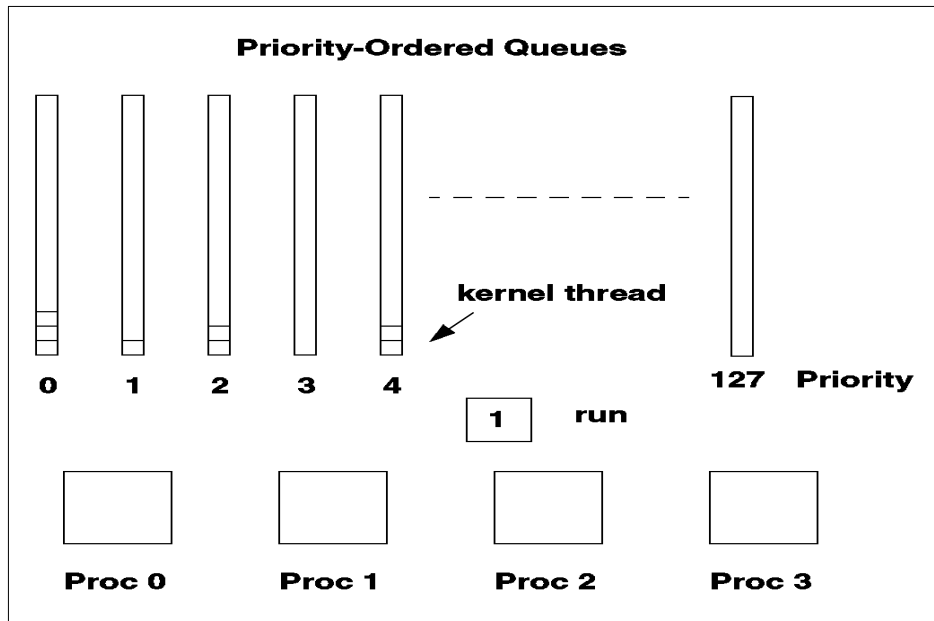 Priority-Ordered Queues
kernel thread
0 1 2 3 4 127 Priority
1 run
Proc 0 Proc 1 Proc 2 Proc 3